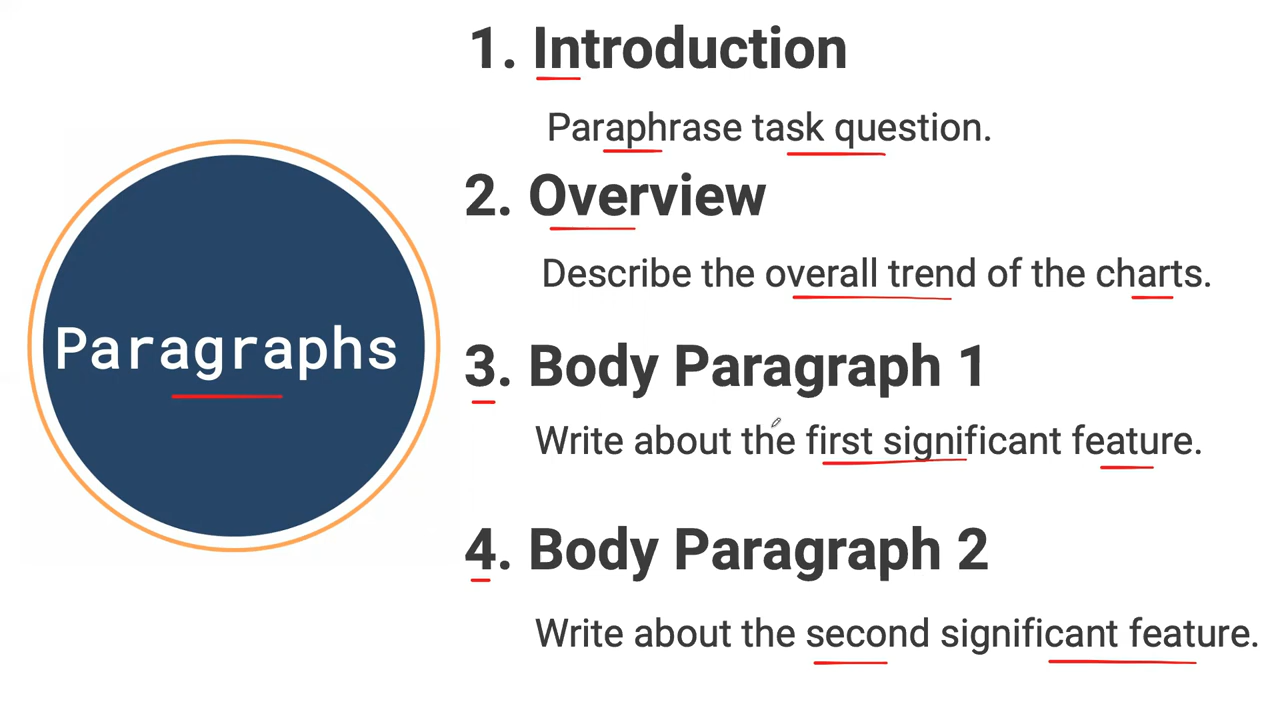 Paragraphs
1. Introduction
Paraphrase task question.
2. Overview
Describe the overall trend of the charts.
3. Body Paragraph 1
Write about the first significant feature.
4. Body Paragraph 2
Write about the second significant feature.